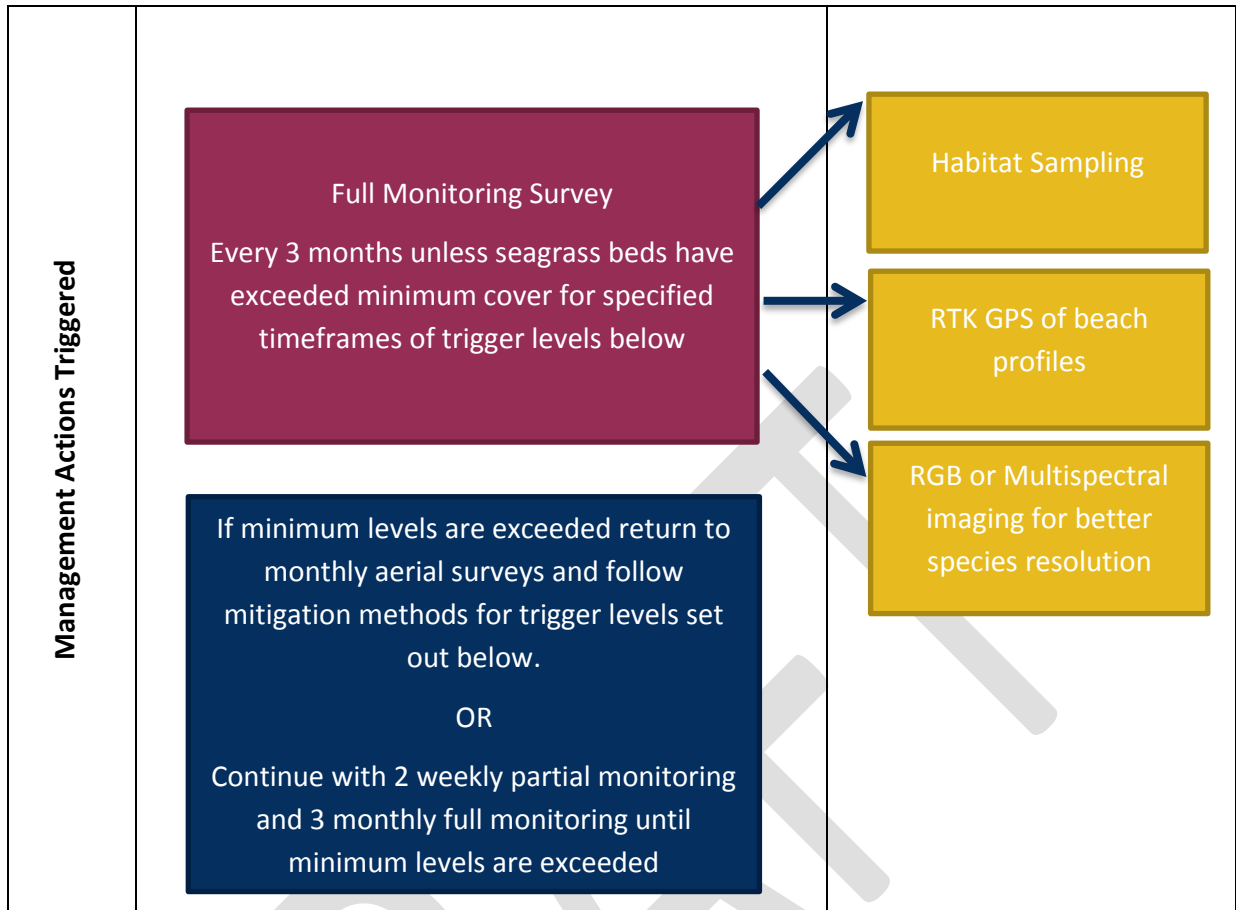 Management Actions Triggered
Full Monitoring Survey
Every 3 months unless seagrass beds have
exceeded minimum cover for specified
timeframes of trigger levels below
If minimum levels are exceeded return to
monthly aerial surveys and follow
mitigation methods for trigger levels set
out below.
OR
Continue with 2 weekly partial monitoring
and 3 monthly full monitoring until
minimum levels are exceeded
Habitat Sampling
RTK GPS of beach
profiles
RGB or Multispectral
imaging for better
species resolution